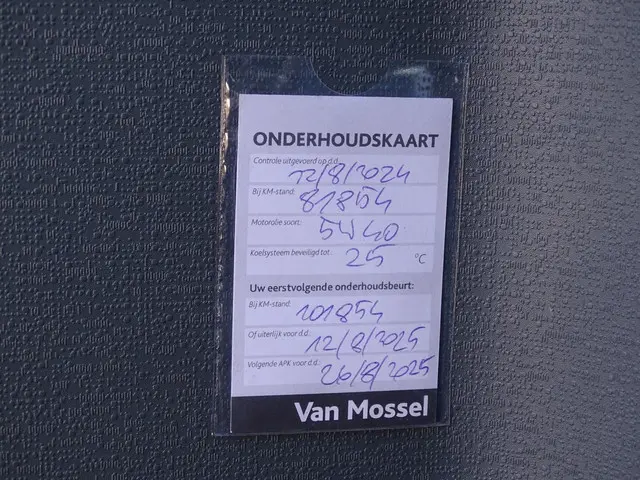 ONDERHOUDSKAART
Controle uitgevoerd op d.d. 12/8/2024
Bij KM-stand: 81854
Motorolie soort: 5W40
Koelsysteem beveiligd tot: 25 °C
Uw eerstvolgende onderhoudsbeurt:
Bij KM-stand: 101854
Of uiterlijk voor d.d.: 12/8/2025
Volgende APK voor d.d.: 26/8/2025
Van Mossel